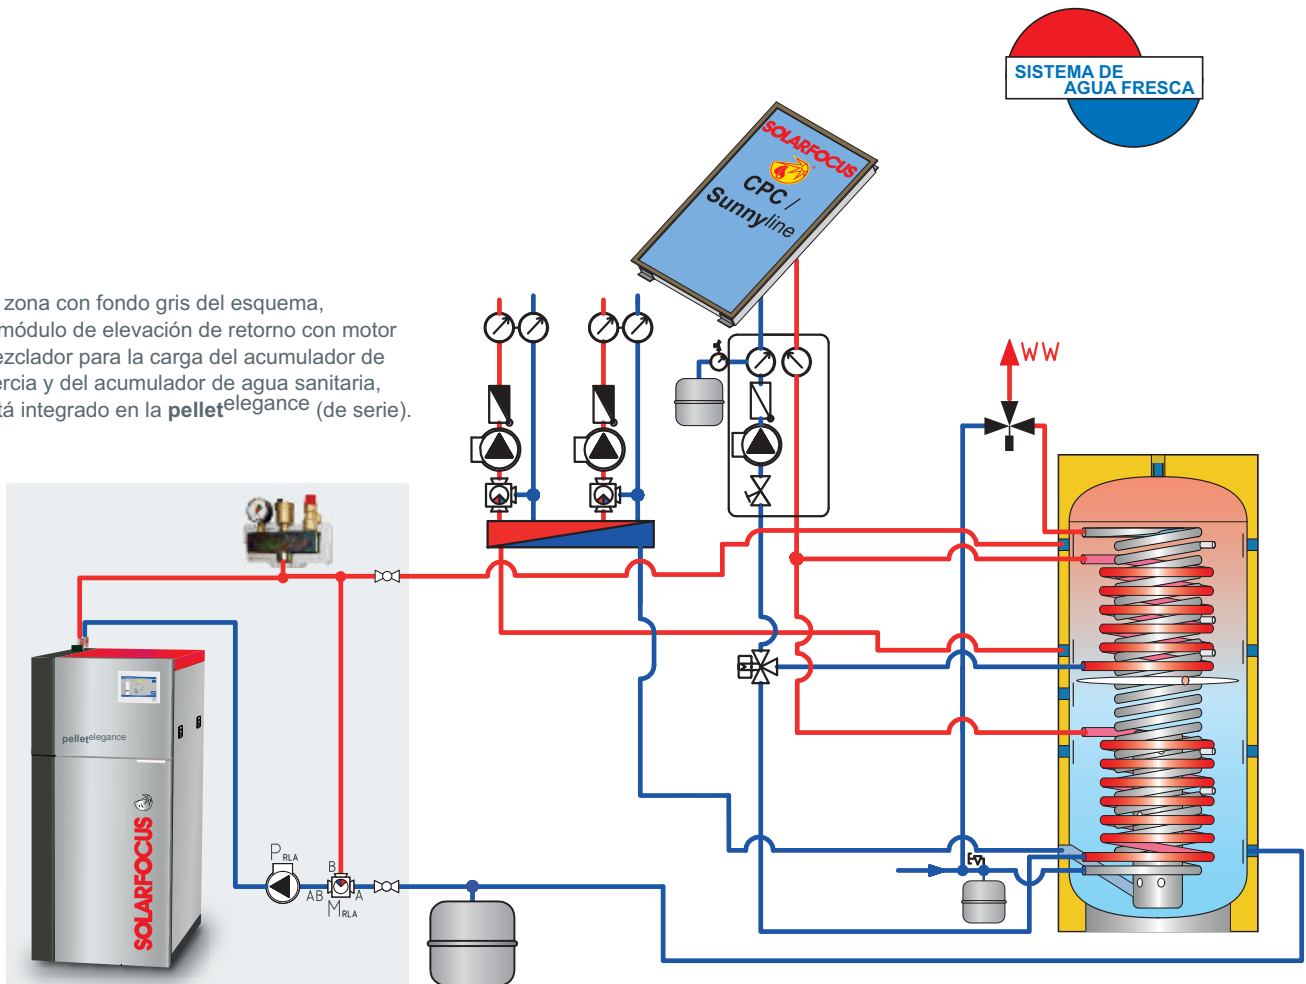 SISTEMA DE
AGUA FRESCA
SOLARFOCUS
CPC /
Sunnyline
zona con fondo gris del esquema,
módulo de elevación de retorno con motor
ezclador para la carga del acumulador de
ercia y del acumulador de agua sanitaria,
tá integrado en la pelletelegance (de serie).
WW
pelletelegance
SOLARFOCUS
PRLA
B
AB
A
MRLA